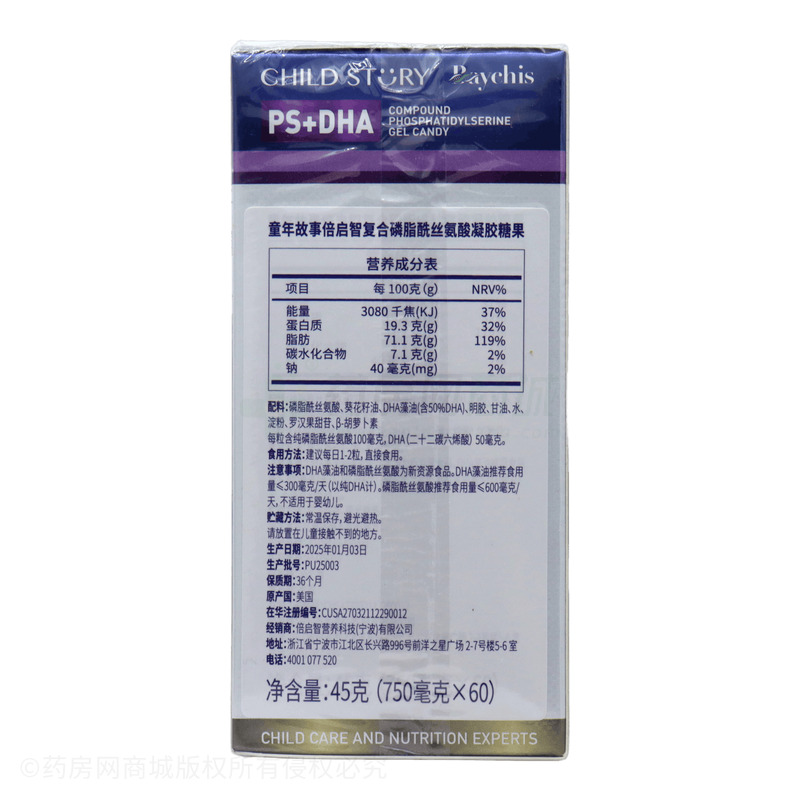 CHILD STORY Baychis
PS+DHA
COMPOUND
PHOSPHATIDYLSERINE
GEL CANDY
童年故事倍启智复合磷脂酰丝氨酸凝胶糖果
营养成分表
项目 每 100克(g) NRV%
能量 3080 千焦(KJ) 37%
蛋白质 19.3 克(g) 32%
脂肪 71.1 克(g) 119%
碳水化合物 7.1 克(g) 2%
钠 40 毫克(mg) 2%
配料:磷脂酰丝氨酸、葵花籽油、DHA藻油(含50%DHA)、明胶、甘油、水、
淀粉、罗汉果甜苷、β-胡萝卜素
每粒含纯磷脂酰丝氨酸100毫克,DHA(二十二碳六烯酸) 50毫克。
食用方法:建议每日1-2粒,直接食用。
注意事项:DHA藻油和磷脂酰丝氨酸为新资源食品。DHA藻油推荐食用
量≤300毫克/天(以纯DHA计)。磷脂酰丝氨酸推荐食用量≤600毫克/
天,不适用于婴幼儿。
贮藏方法:常温保存,避光避热。
请放置在儿童接触不到的地方。
生产日期:2025年01月03日
生产批号:PU25003
保质期:36个月
原产国:美国
在华注册编号:CUSA27032112290012
经销商:倍启智营养科技(宁波)有限公司
地址:浙江省宁波市江北区长兴路996号前洋之星广场 2-7号楼5-6 室
电话:4001 077 520
净含量:45克 (750毫克×60)
CHILD CARE AND NUTRITION EXPERTS
©药房网商城版权所有侵权必究